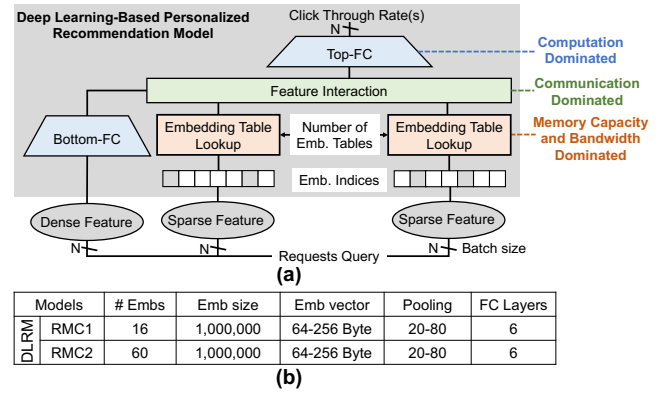 Deep Learning-Based Personalized
Recommendation Model
Click Through Rate(s)
N
Top-FC
Computation
Dominated
Feature Interaction
Communication
Dominated
Bottom-FC
Embedding Table
Lookup
Number of
Emb. Tables
Embedding Table
Lookup
Memory Capacity
and Bandwidth
Dominated
Emb. Indices
Dense Feature
Sparse Feature
Sparse Feature
N
N
N
Batch size
Requests Query
(a)
Models # Embs Emb size Emb vector Pooling FC Layers
DLRM
RMC1 16 1,000,000 64-256 Byte 20-80 6
RMC2 60 1,000,000 64-256 Byte 20-80 6
(b)